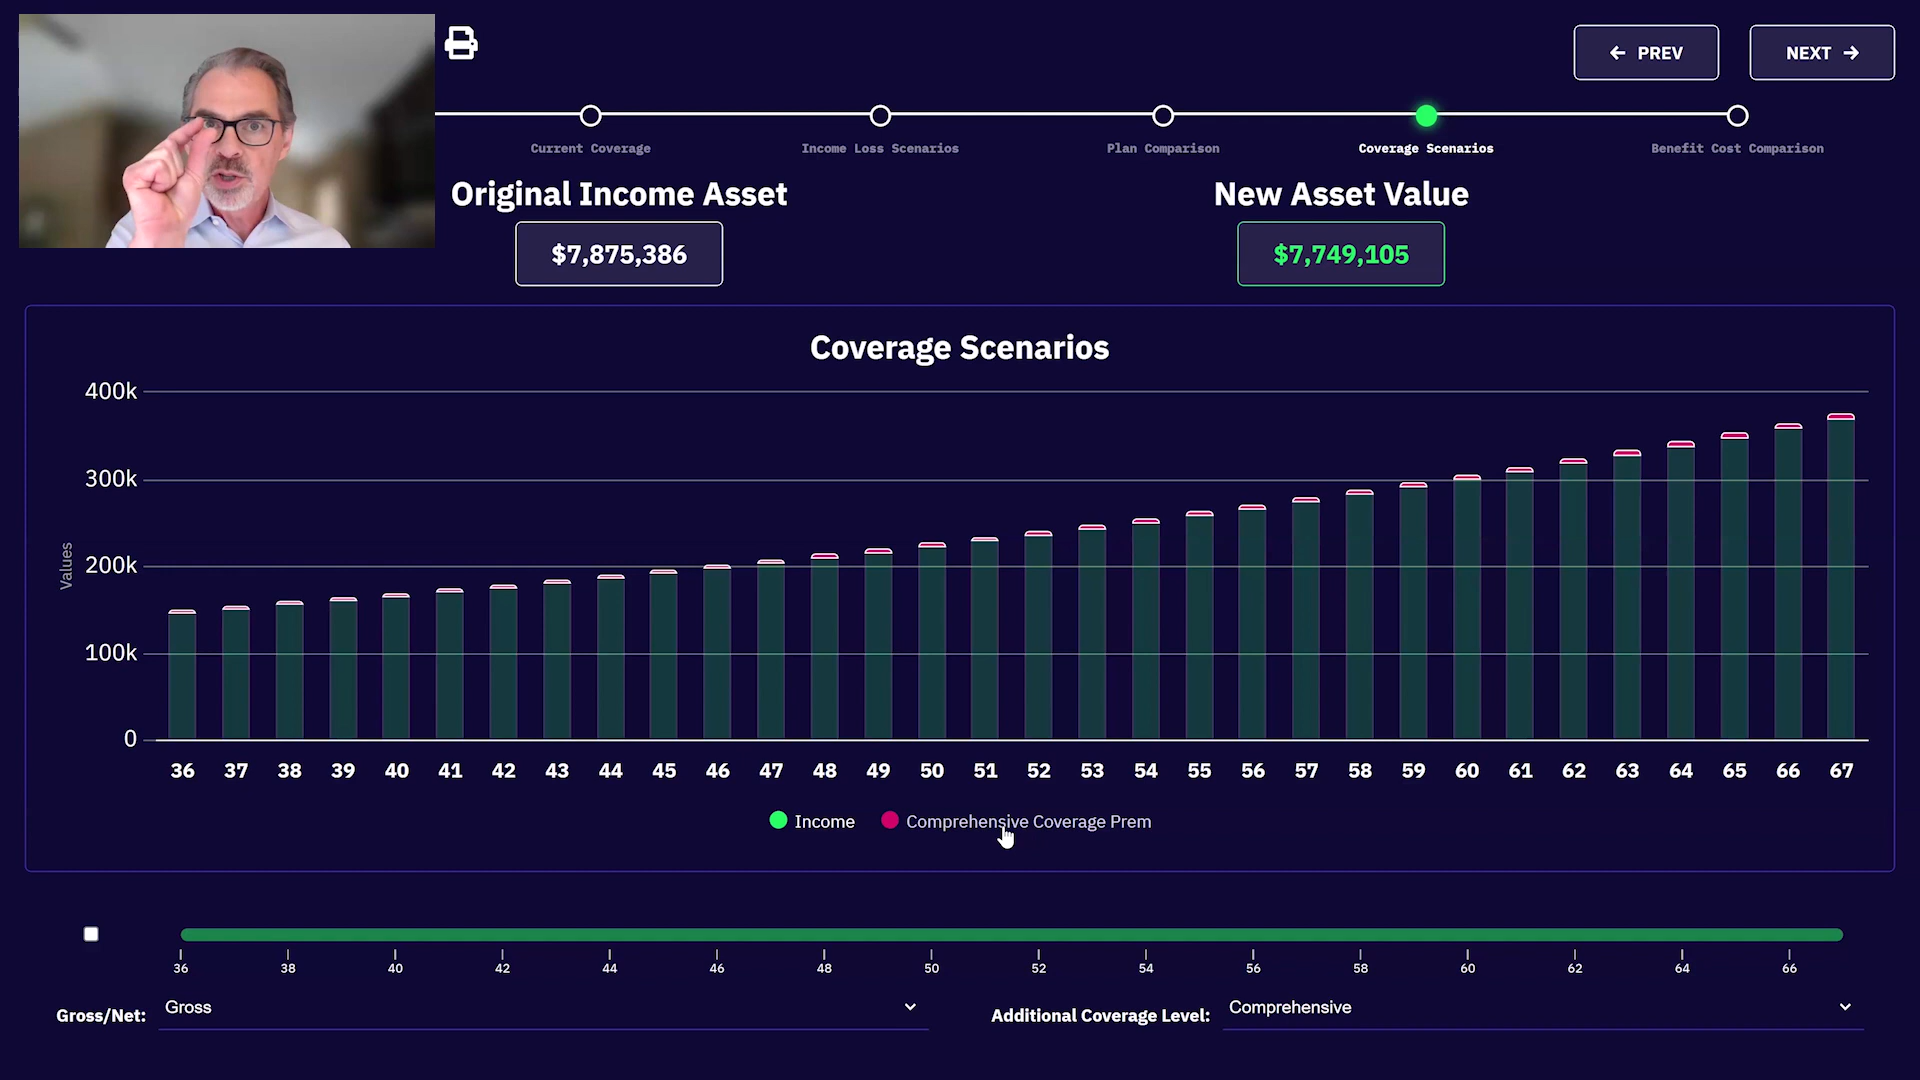 PREV
NEXT
Current Coverage
Income Loss Scenarios
Plan Comparison
Coverage Scenarios
Benefit Cost Comparison
Original Income Asset
New Asset Value
$7,875,386
$7,749,105
Coverage Scenarios
400k
300k
200k
100k
0
Values
36 37 38 39 40 41 42 43 44 45 46 47 48 49 50 51 52 53 54 55 56 57 58 59 60 61 62 63 64 65 66 67
Income
Comprehensive Coverage Prem
36 38 40 42 44 46 48 50 52 54 56 58 60 62 64 66
Gross/Net:
Gross
Additional Coverage Level:
Comprehensive